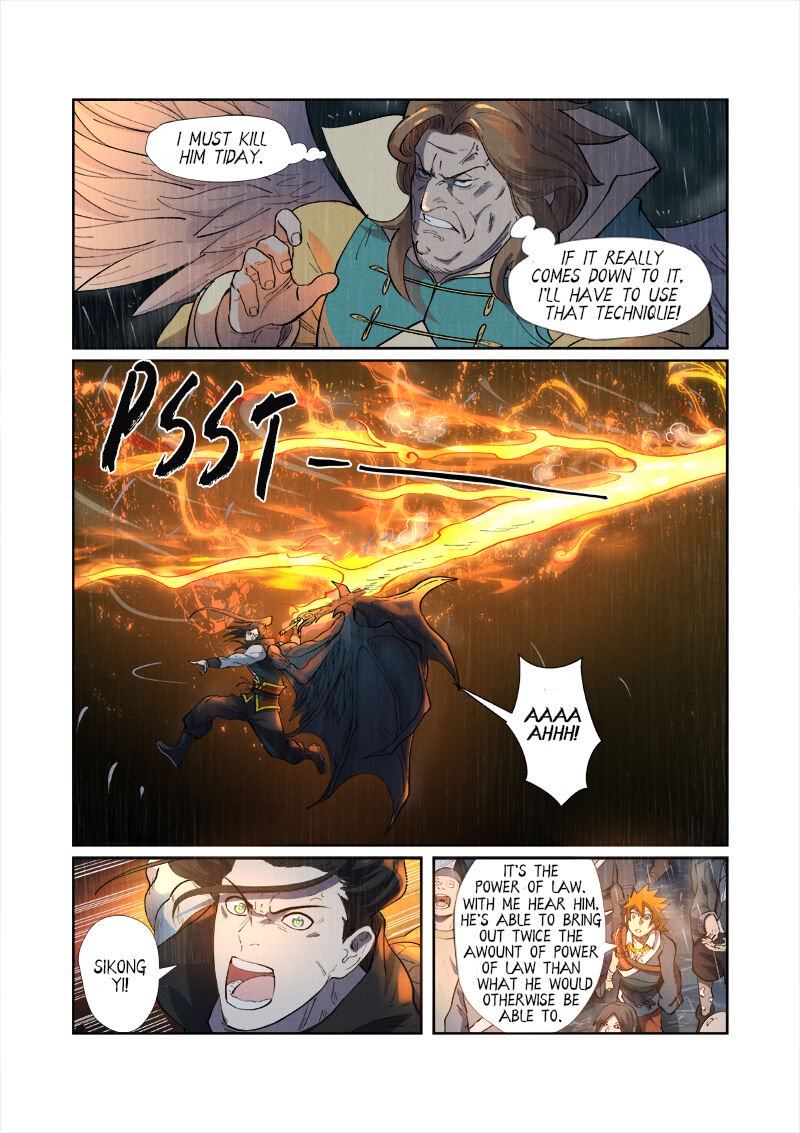 I MUST KILL
HIM TIDAY.
IF IT REALLY
COMES DOWN TO IT,
I'LL HAVE TO USE
THAT TECHNIQUE!
PSST—
AAAA
AHHH!
SIKONG
YI!
IT'S THE
POWER OF LAW.
WITH ME HEAR HIM,
HE'S ABLE TO BRING
OUT TWICE THE
AWOUNT OF POWER
OF LAW THAN
WHAT HE WOULD
OTHERWISE BE
ABLE TO.